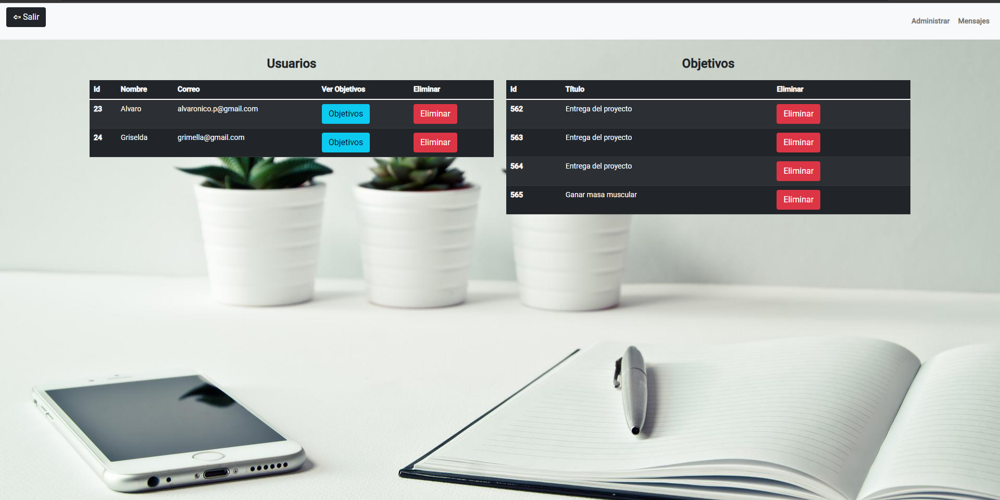 ⇦ Salir
Administrar Mensajes
Usuarios
Id Nombre Correo Ver Objetivos Eliminar
23 Alvaro alvaronico.p@gmail.com Objetivos Eliminar
24 Griselda grimella@gmail.com Objetivos Eliminar
Objetivos
Id Título Eliminar
562 Entrega del proyecto Eliminar
563 Entrega del proyecto Eliminar
564 Entrega del proyecto Eliminar
565 Ganar masa muscular Eliminar